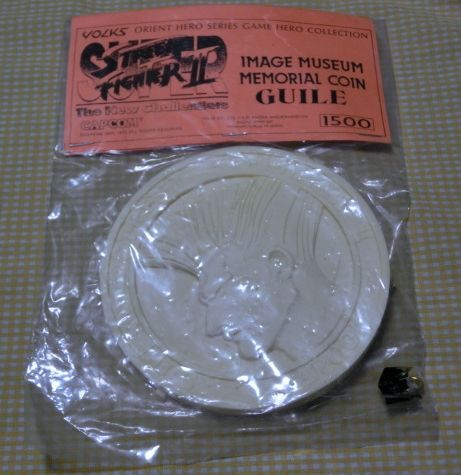 VOLKS ORIENT HERO SERIES GAME HERO COLLECTION
SUPER
STREET
FIGHTER II
The New Challengers
CAPCOM
IMAGE MUSEUM
MEMORIAL COIN
GUILE
1500